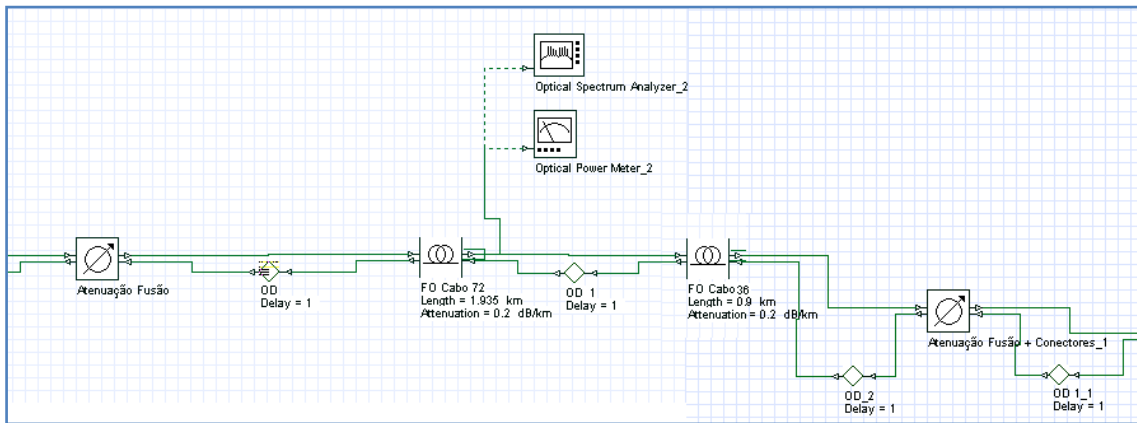 Optical Spectrum Analyzer_2
Optical Power Meter_2
Atenuação Fusão
OD
Delay = 1
FO Cabo 72
Length = 1.935 km
Attenuation = 0.2 dB/km
OD_1
Delay = 1
FO Cabo 36
Length = 0.9 km
Attenuation = 0.2 dB/km
Atenuação Fusão + Conectores_1
OD_2
Delay = 1
OD 1_1
Delay = 1